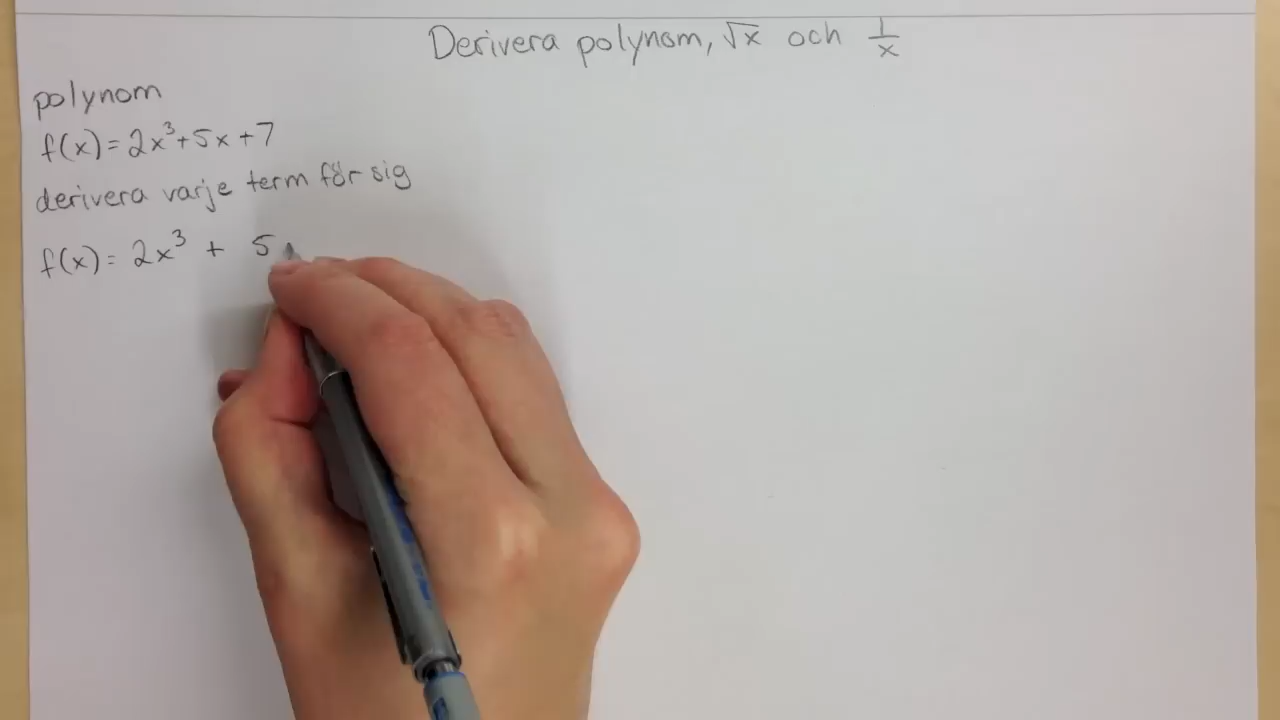 Derivera polynom, √x och 1/x
polynom
f(x)=2x³+5x+7
derivera varje term för sig
f(x)= 2x³ + 5